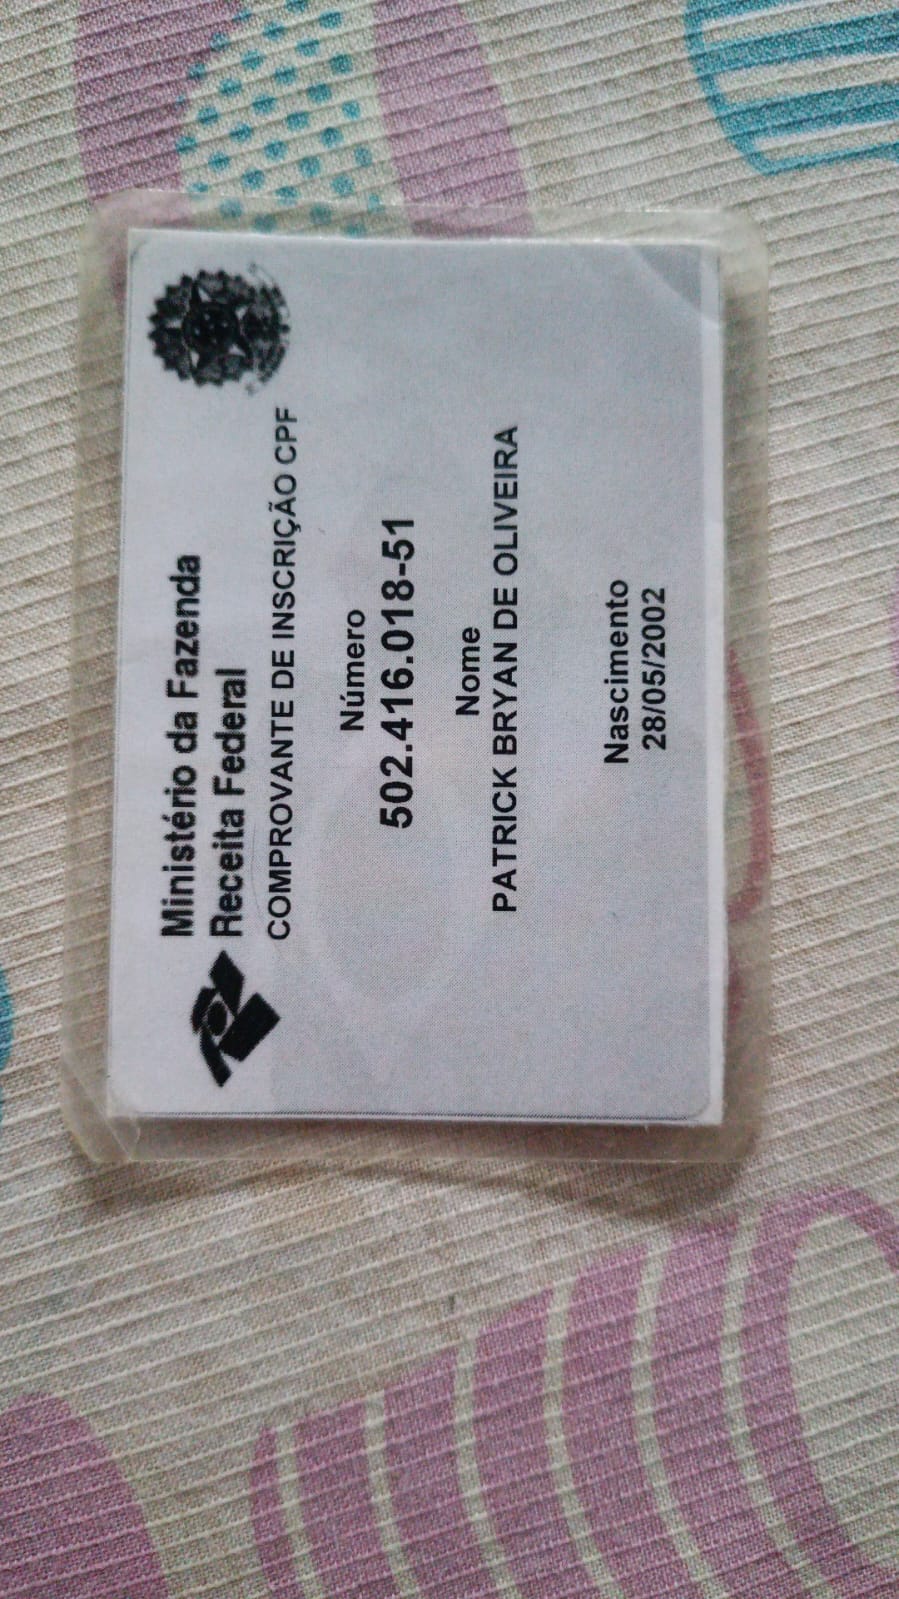 Ministério da Fazenda
Receita Federal
COMPROVANTE DE INSCRIÇÃO CPF
Número
502.416.018-51
Nome
PATRICK BRYAN DE OLIVEIRA
Nascimento
28/05/2002